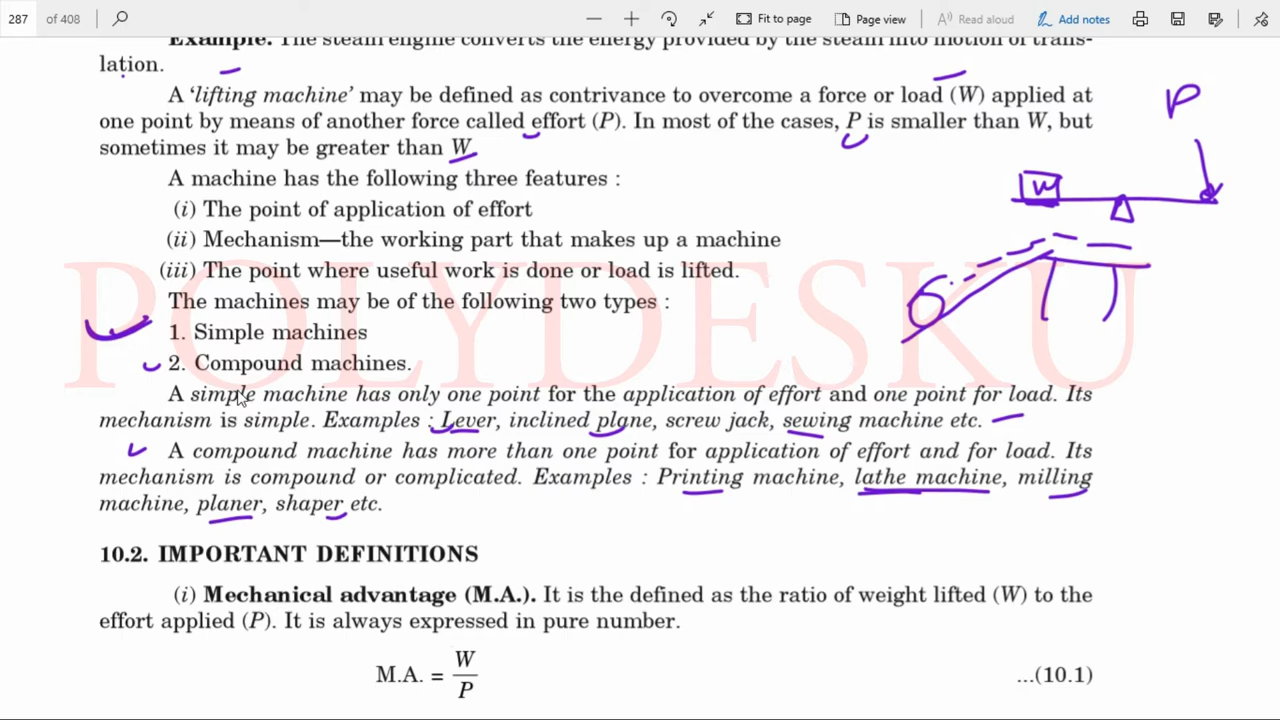 287 of 408 Fit to page Page view Read aloud Add notes
Example. The steam engine converts the energy provided by the steam into motion of trans-
lation.
A ‘lifting machine’ may be defined as contrivance to overcome a force or load (W) applied at
one point by means of another force called effort (P). In most of the cases, P is smaller than W, but
sometimes it may be greater than W.
A machine has the following three features :
(i) The point of application of effort
(ii) Mechanism—the working part that makes up a machine
(iii) The point where useful work is done or load is lifted.
The machines may be of the following two types :
1. Simple machines
2. Compound machines.
A simple machine has only one point for the application of effort and one point for load. Its
mechanism is simple. Examples : Lever, inclined plane, screw jack, sewing machine etc.
A compound machine has more than one point for application of effort and for load. Its
mechanism is compound or complicated. Examples : Printing machine, lathe machine, milling
machine, planer, shaper etc.
10.2. IMPORTANT DEFINITIONS
(i) Mechanical advantage (M.A.). It is the defined as the ratio of weight lifted (W) to the
effort applied (P). It is always expressed in pure number.
M.A. = W/P ...(10.1)
P
W
POLYDESKU